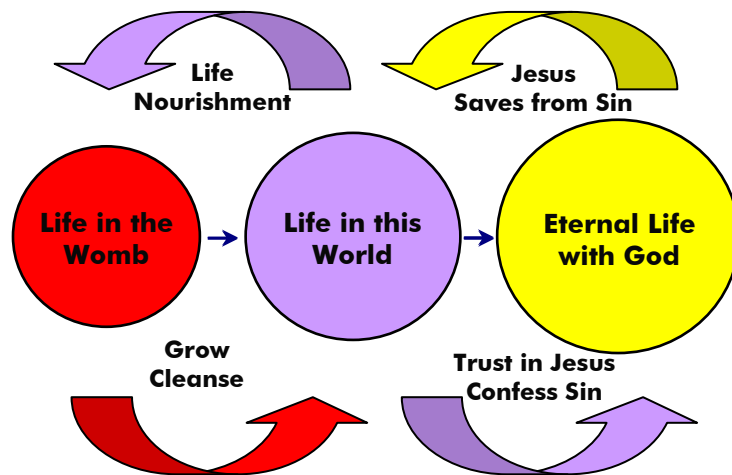 Life
Nourishment
Jesus
Saves from Sin
Life in the
Womb
Life in this
World
Eternal Life
with God
Grow
Cleanse
Trust in Jesus
Confess Sin